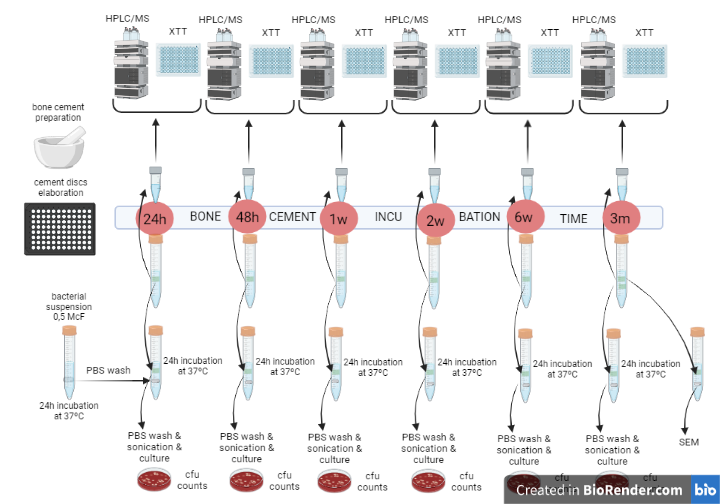 HPLC/MS XTT HPLC/MS XTT HPLC/MS XTT HPLC/MS XTT HPLC/MS XTT HPLC/MS XTT
bone cement
preparation
cement discs
elaboration
24h BONE 48h CEMENT 1w INCU 2w BATION 6w TIME 3m
bacterial
suspension
0,5 McF
PBS wash
24h incubation
at 37ºC
24h incubation
at 37ºC
24h incubation
at 37ºC
24h incubation
at 37ºC
24h incubation
at 37ºC
24h incubation
at 37ºC
24h incubation
at 37ºC
PBS wash &
sonication &
culture
PBS wash &
sonication &
culture
PBS wash &
sonication &
culture
PBS wash &
sonication &
culture
PBS wash &
sonication &
culture
PBS wash &
sonication &
culture
SEM
cfu
counts
cfu
counts
cfu
counts
cfu
counts
cfu
counts
cfu
counts
Created in BioRender.com bio